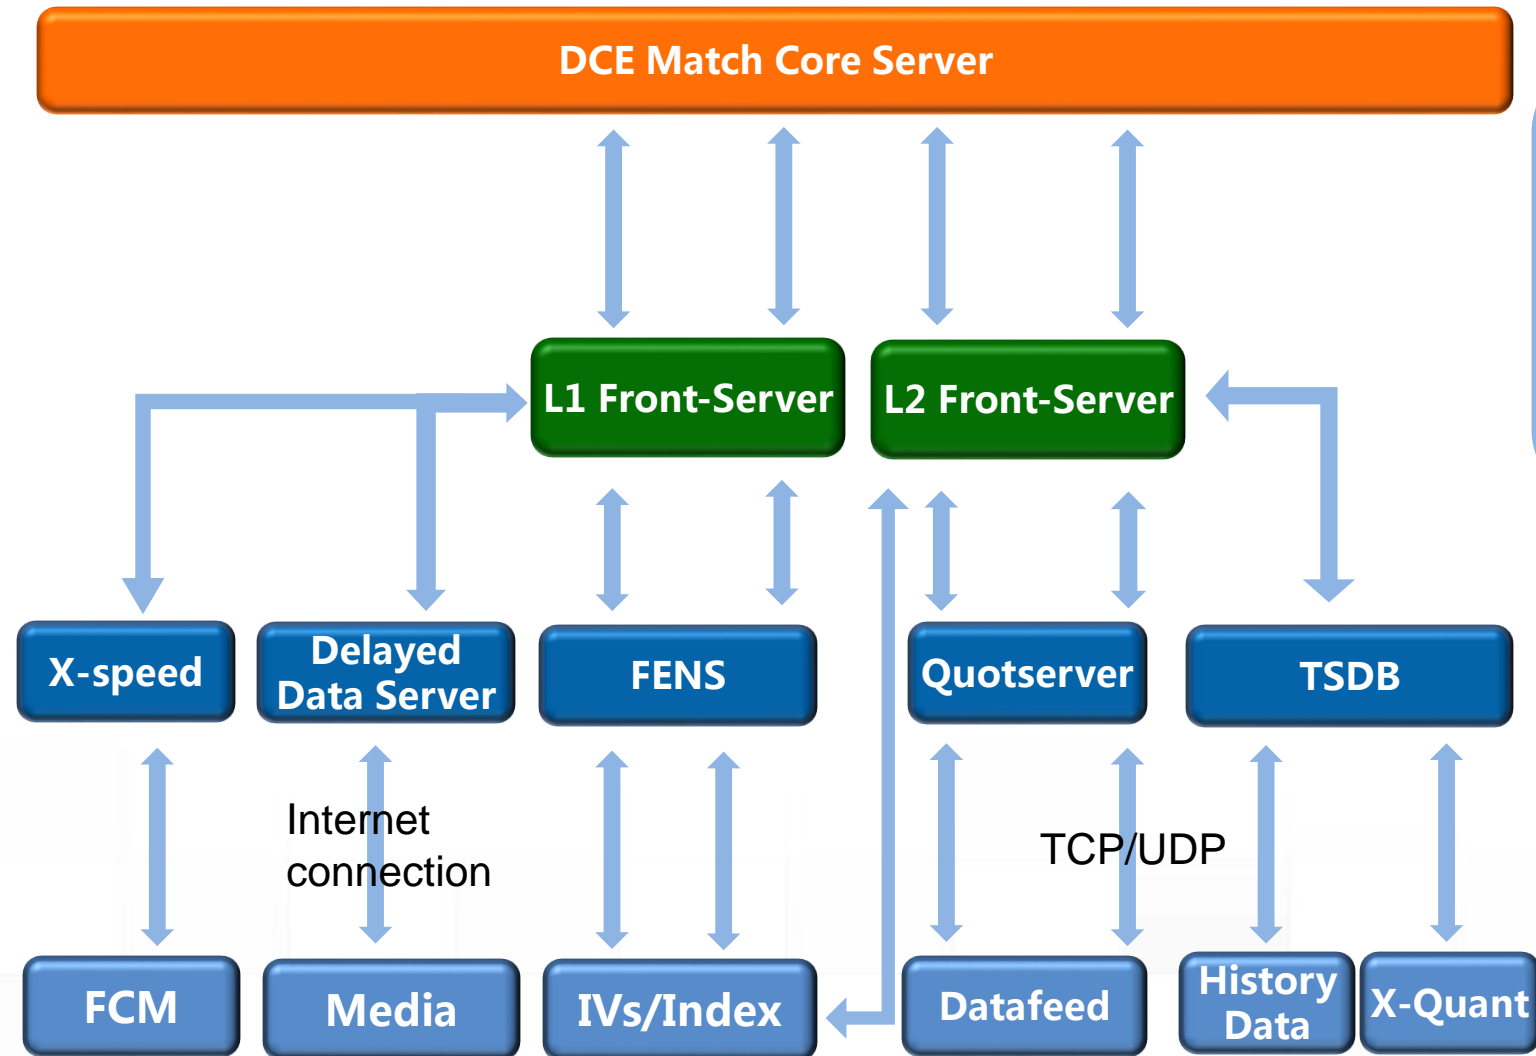 DCE Match Core Server
L1 Front-Server
L2 Front-Server
X-speed
Delayed
Data Server
FENS
Quotserver
TSDB
Internet
connection
TCP/UDP
FCM
Media
IVs/Index
Datafeed
History
Data
X-Quant